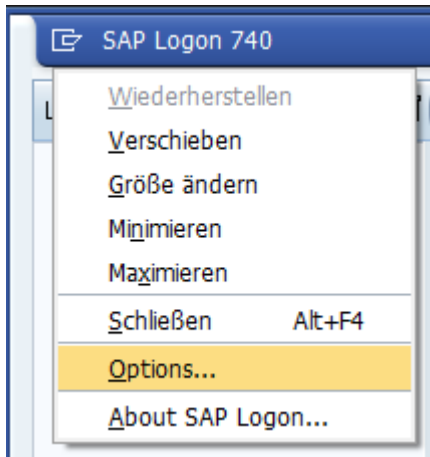 SAP Logon 740
Wiederherstellen
Verschieben
Größe ändern
Minimieren
Maximieren
Schließen Alt+F4
Options...
About SAP Logon...